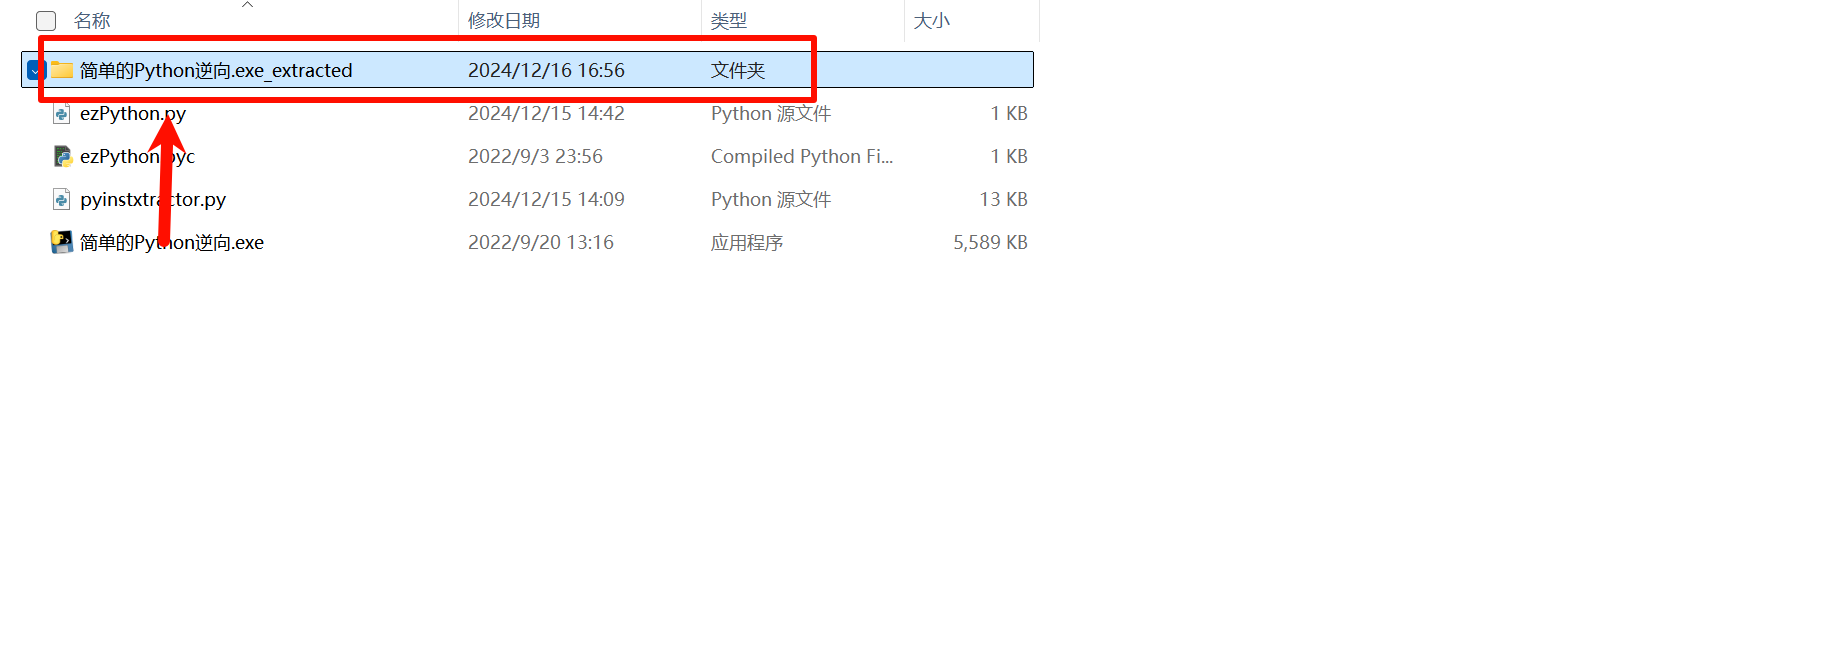 名称 修改日期 类型 大小
简单的Python逆向.exe_extracted 2024/12/16 16:56 文件夹
ezPython.py 2024/12/15 14:42 Python 源文件 1 KB
ezPython.pyc 2022/9/3 23:56 Compiled Python Fi... 1 KB
pyinstxtractor.py 2024/12/15 14:09 Python 源文件 13 KB
简单的Python逆向.exe 2022/9/20 13:16 应用程序 5,589 KB